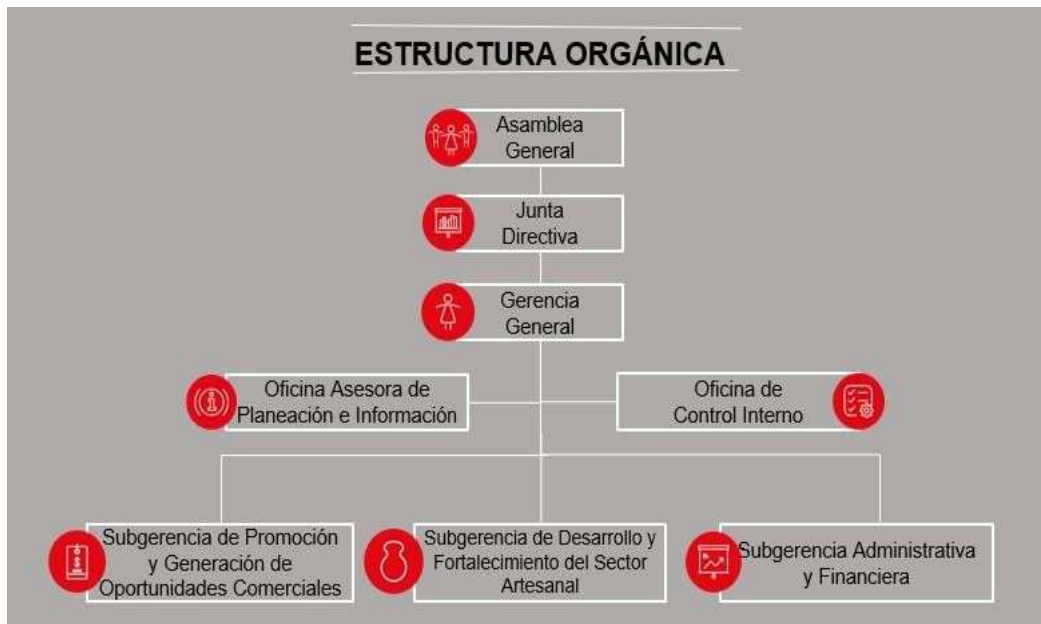 ESTRUCTURA ORGÁNICA
Asamblea
General
Junta
Directiva
Gerencia
General
Oficina Asesora de
Planeación e Información
Oficina de
Control Interno
Subgerencia de Promoción
y Generación de
Oportunidades Comerciales
Subgerencia de Desarrollo y
Fortalecimiento del Sector
Artesanal
Subgerencia Administrativa
y Financiera